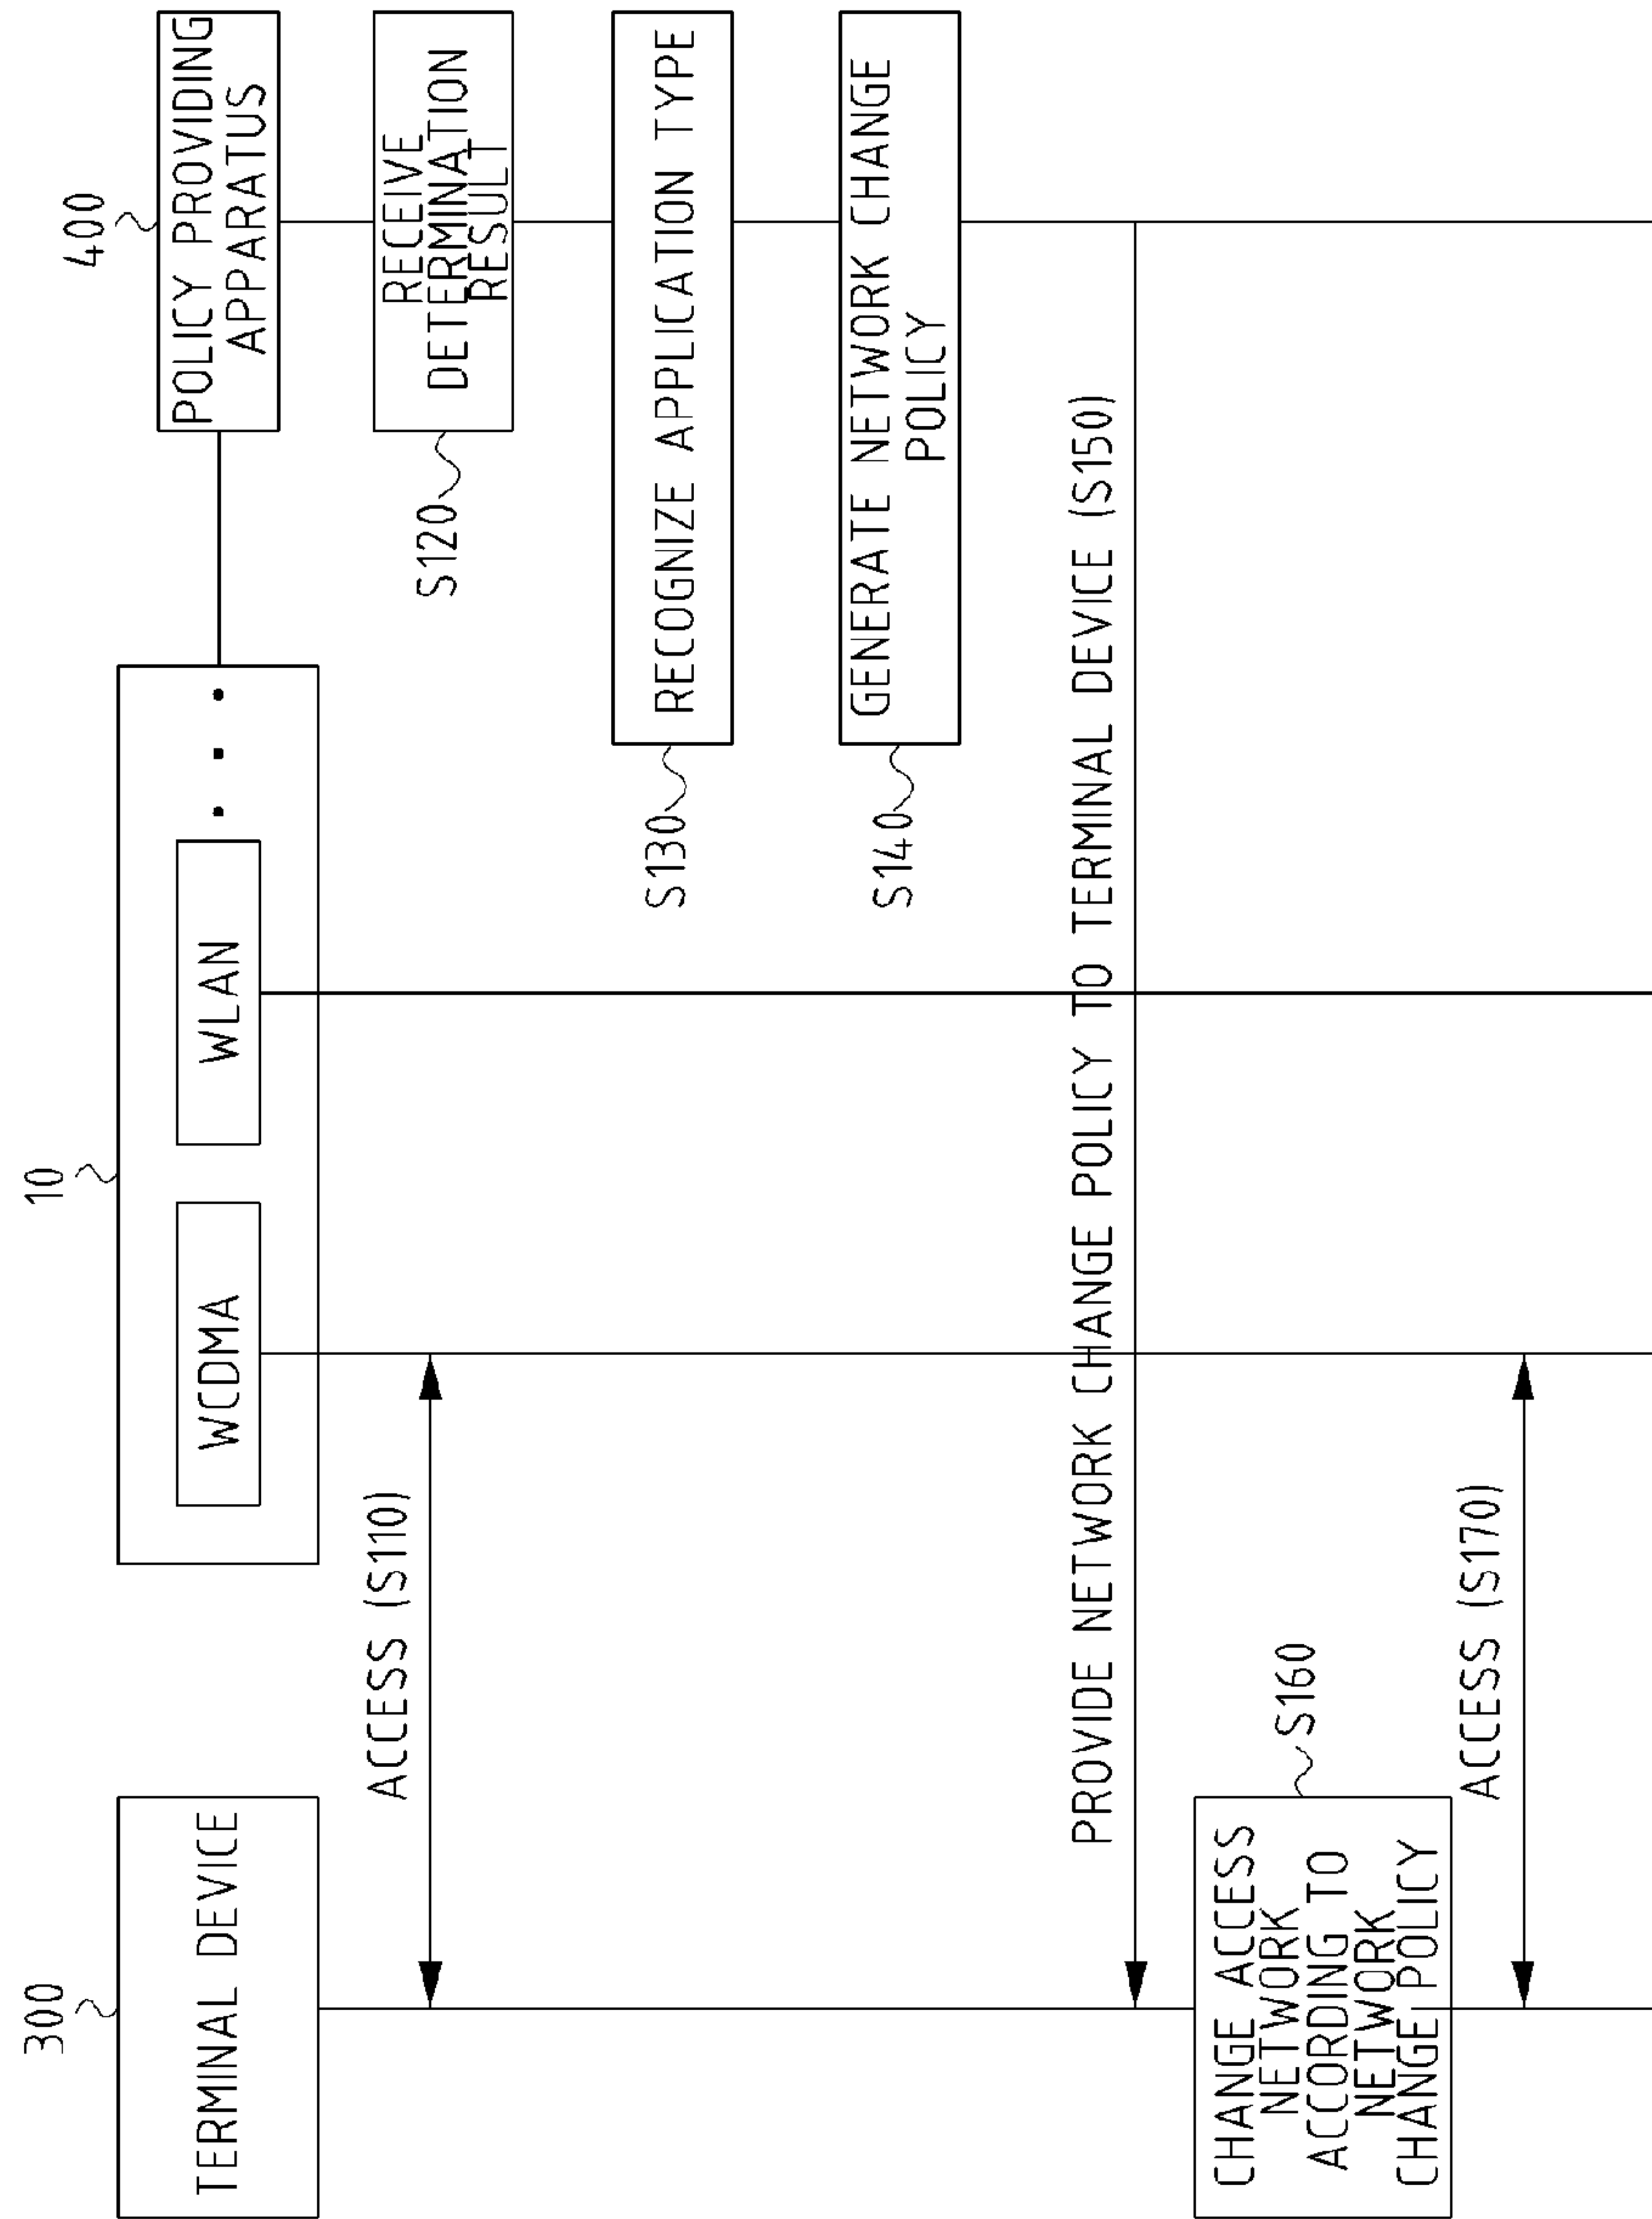 300
10
400
TERMINAL DEVICE
WCDMA
WLAN
POLICY PROVIDING
APPARATUS
ACCESS (S110)
S120
RECEIVE
DETERMINATION
RESULT
S130
RECOGNIZE APPLICATION TYPE
S140
GENERATE NETWORK CHANGE
POLICY
PROVIDE NETWORK CHANGE POLICY TO TERMINAL DEVICE (S150)
CHANGE ACCESS
NETWORK
ACCORDING TO
NETWORK
CHANGE POLICY
S160
ACCESS (S170)